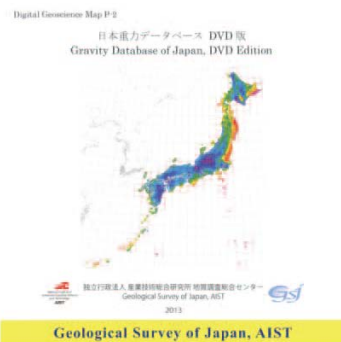 Digital Geoscience Map P-2
日本重力データベース DVD 版
Gravity Database of Japan, DVD Edition
独立行政法人 産業技術総合研究所 地質調査総合センター
Geological Survey of Japan, AIST
GSJ
2013
Geological Survey of Japan, AIST